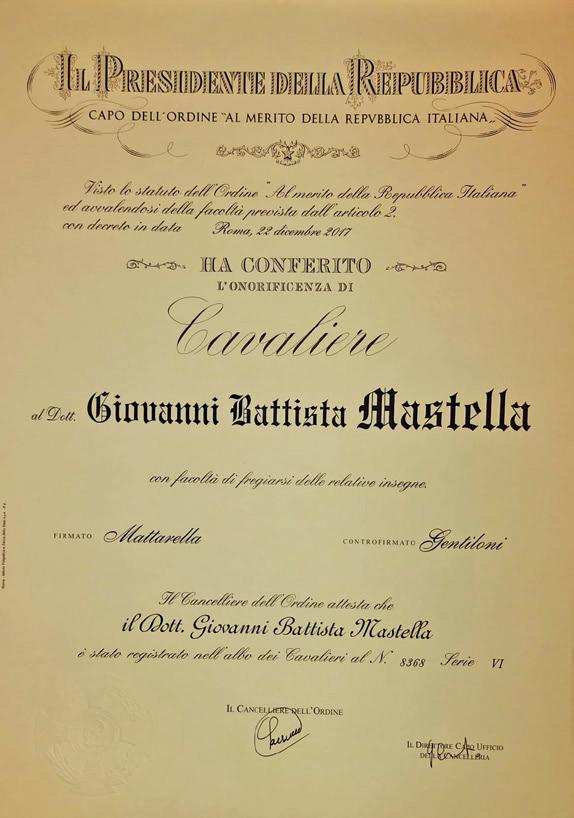 IL PRESIDENTE DELLA REPUBBLICA
CAPO DELL'ORDINE "AL MERITO DELLA REPVBBLICA ITALIANA„
Visto lo statuto dell'Ordine "Al merito della Repubblica Italiana"
ed avvalendosi della facoltà prevista dall'articolo 2,
con decreto in data Roma, 22 dicembre 2017
HA CONFERITO
L'ONORIFICENZA DI
Cavaliere
al Dott. Giovanni Battista Mastella
con facoltà di fregiarsi delle relative insegne.
FIRMATO Mattarella CONTROFIRMATO Gentiloni
Il Cancelliere dell'Ordine attesta che
il Dott. Giovanni Battista Mastella
è stato registrato nell'albo dei Cavalieri al N. 8368 Serie VI
IL CANCELLIERE DELL'ORDINE
IL DIRETTORE CAPO UFFICIO
DELLA CANCELLERIA